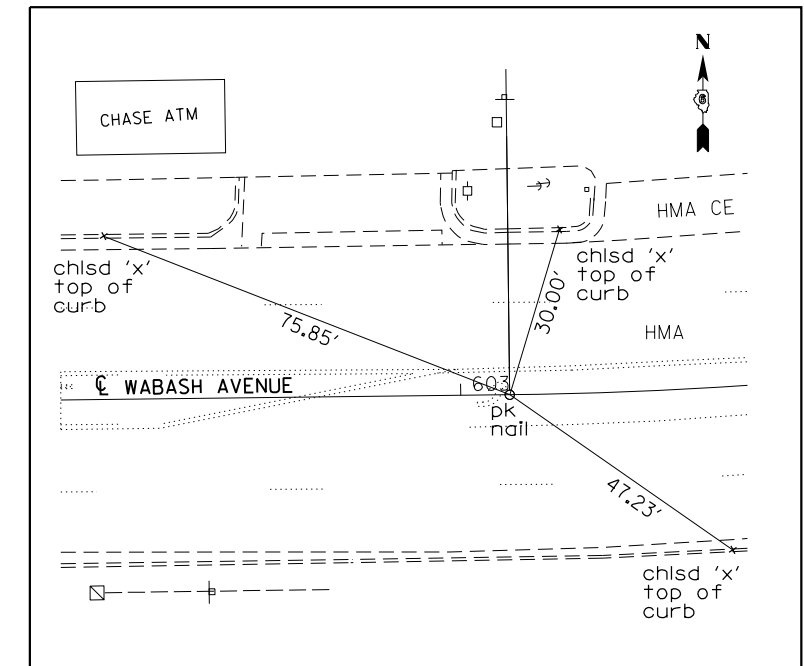 N
6
CHASE ATM
HMA CE
chlsd 'x'
top of
curb
chlsd 'x'
top of
curb
75.85'
30.00'
HMA
℄ WABASH AVENUE
603
pk
nail
47.23'
chlsd 'x'
top of
curb